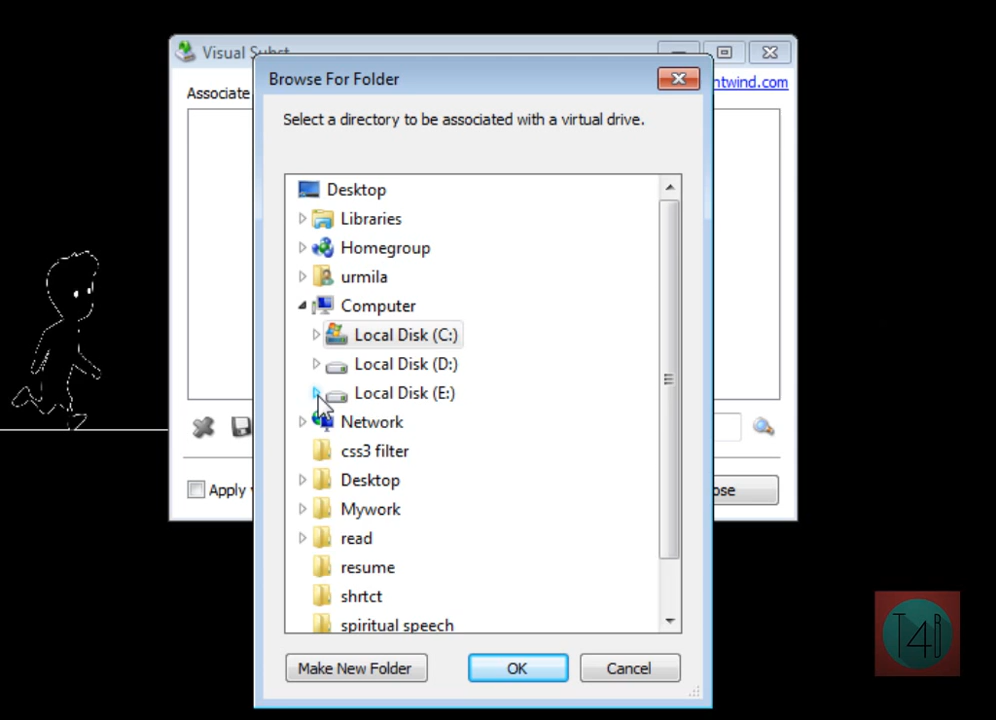 Visual Subst
ntwind.com
Associate
Browse For Folder
Select a directory to be associated with a virtual drive.
Desktop
Libraries
Homegroup
urmila
Computer
Local Disk (C:)
Local Disk (D:)
Local Disk (E:)
Network
css3 filter
Desktop
Mywork
read
resume
shrtct
spiritual speech
Apply
ose
Make New Folder
OK
Cancel
T4B